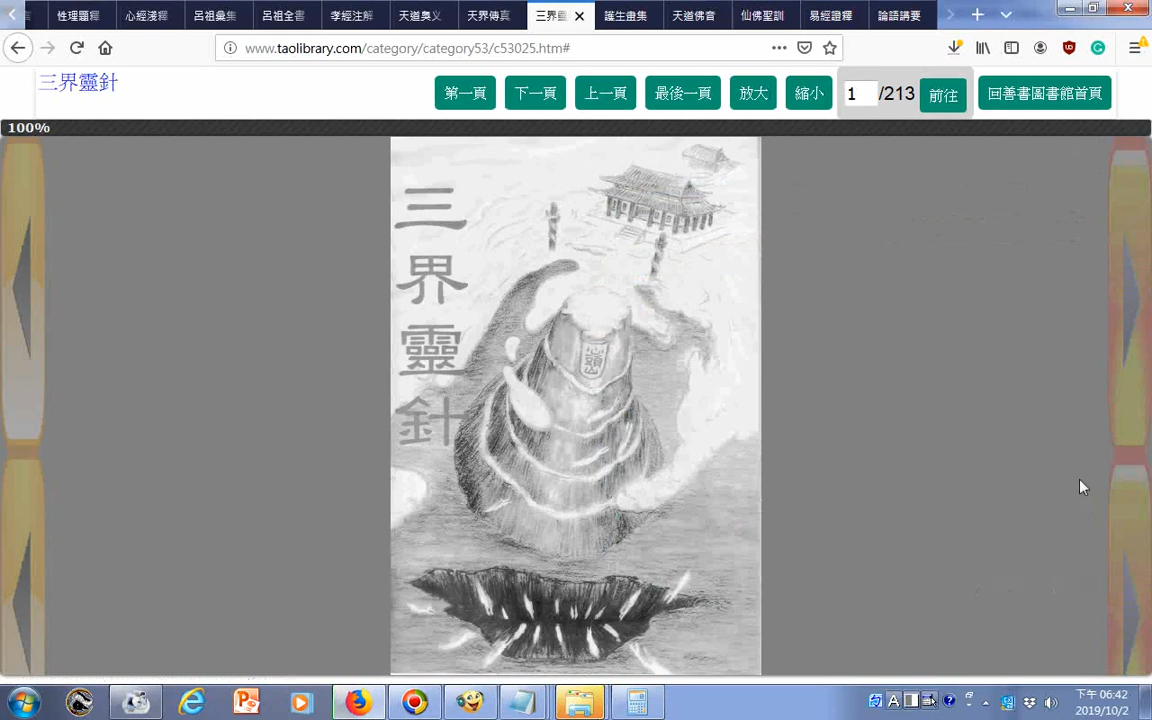 性理題釋
心經淺釋
呂祖彙集
呂祖全書
孝經注解
天道奧义
天界傳真
三界靈
護生畫集
天道佛音
仙佛聖訓
易經證釋
論語講要
www.taolibrary.com/category/category53/c53025.htm#
三界靈針
第一頁
下一頁
上一頁
最後一頁
放大
縮小
1
/213
前往
回善書圖書館首頁
100%
三界靈針
下午 06:42
2019/10/2